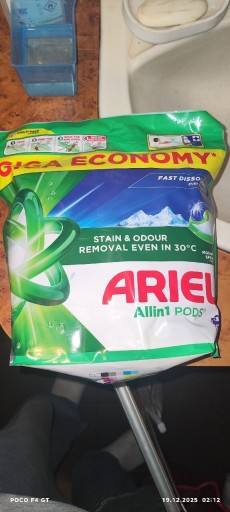 GIGA ECONOMY*
FAST DISSO
STAIN & ODOUR
REMOVAL EVEN IN 30°C
ARIEL
Allin1 PODS
POCO F4 GT
19.12.2025 02:12